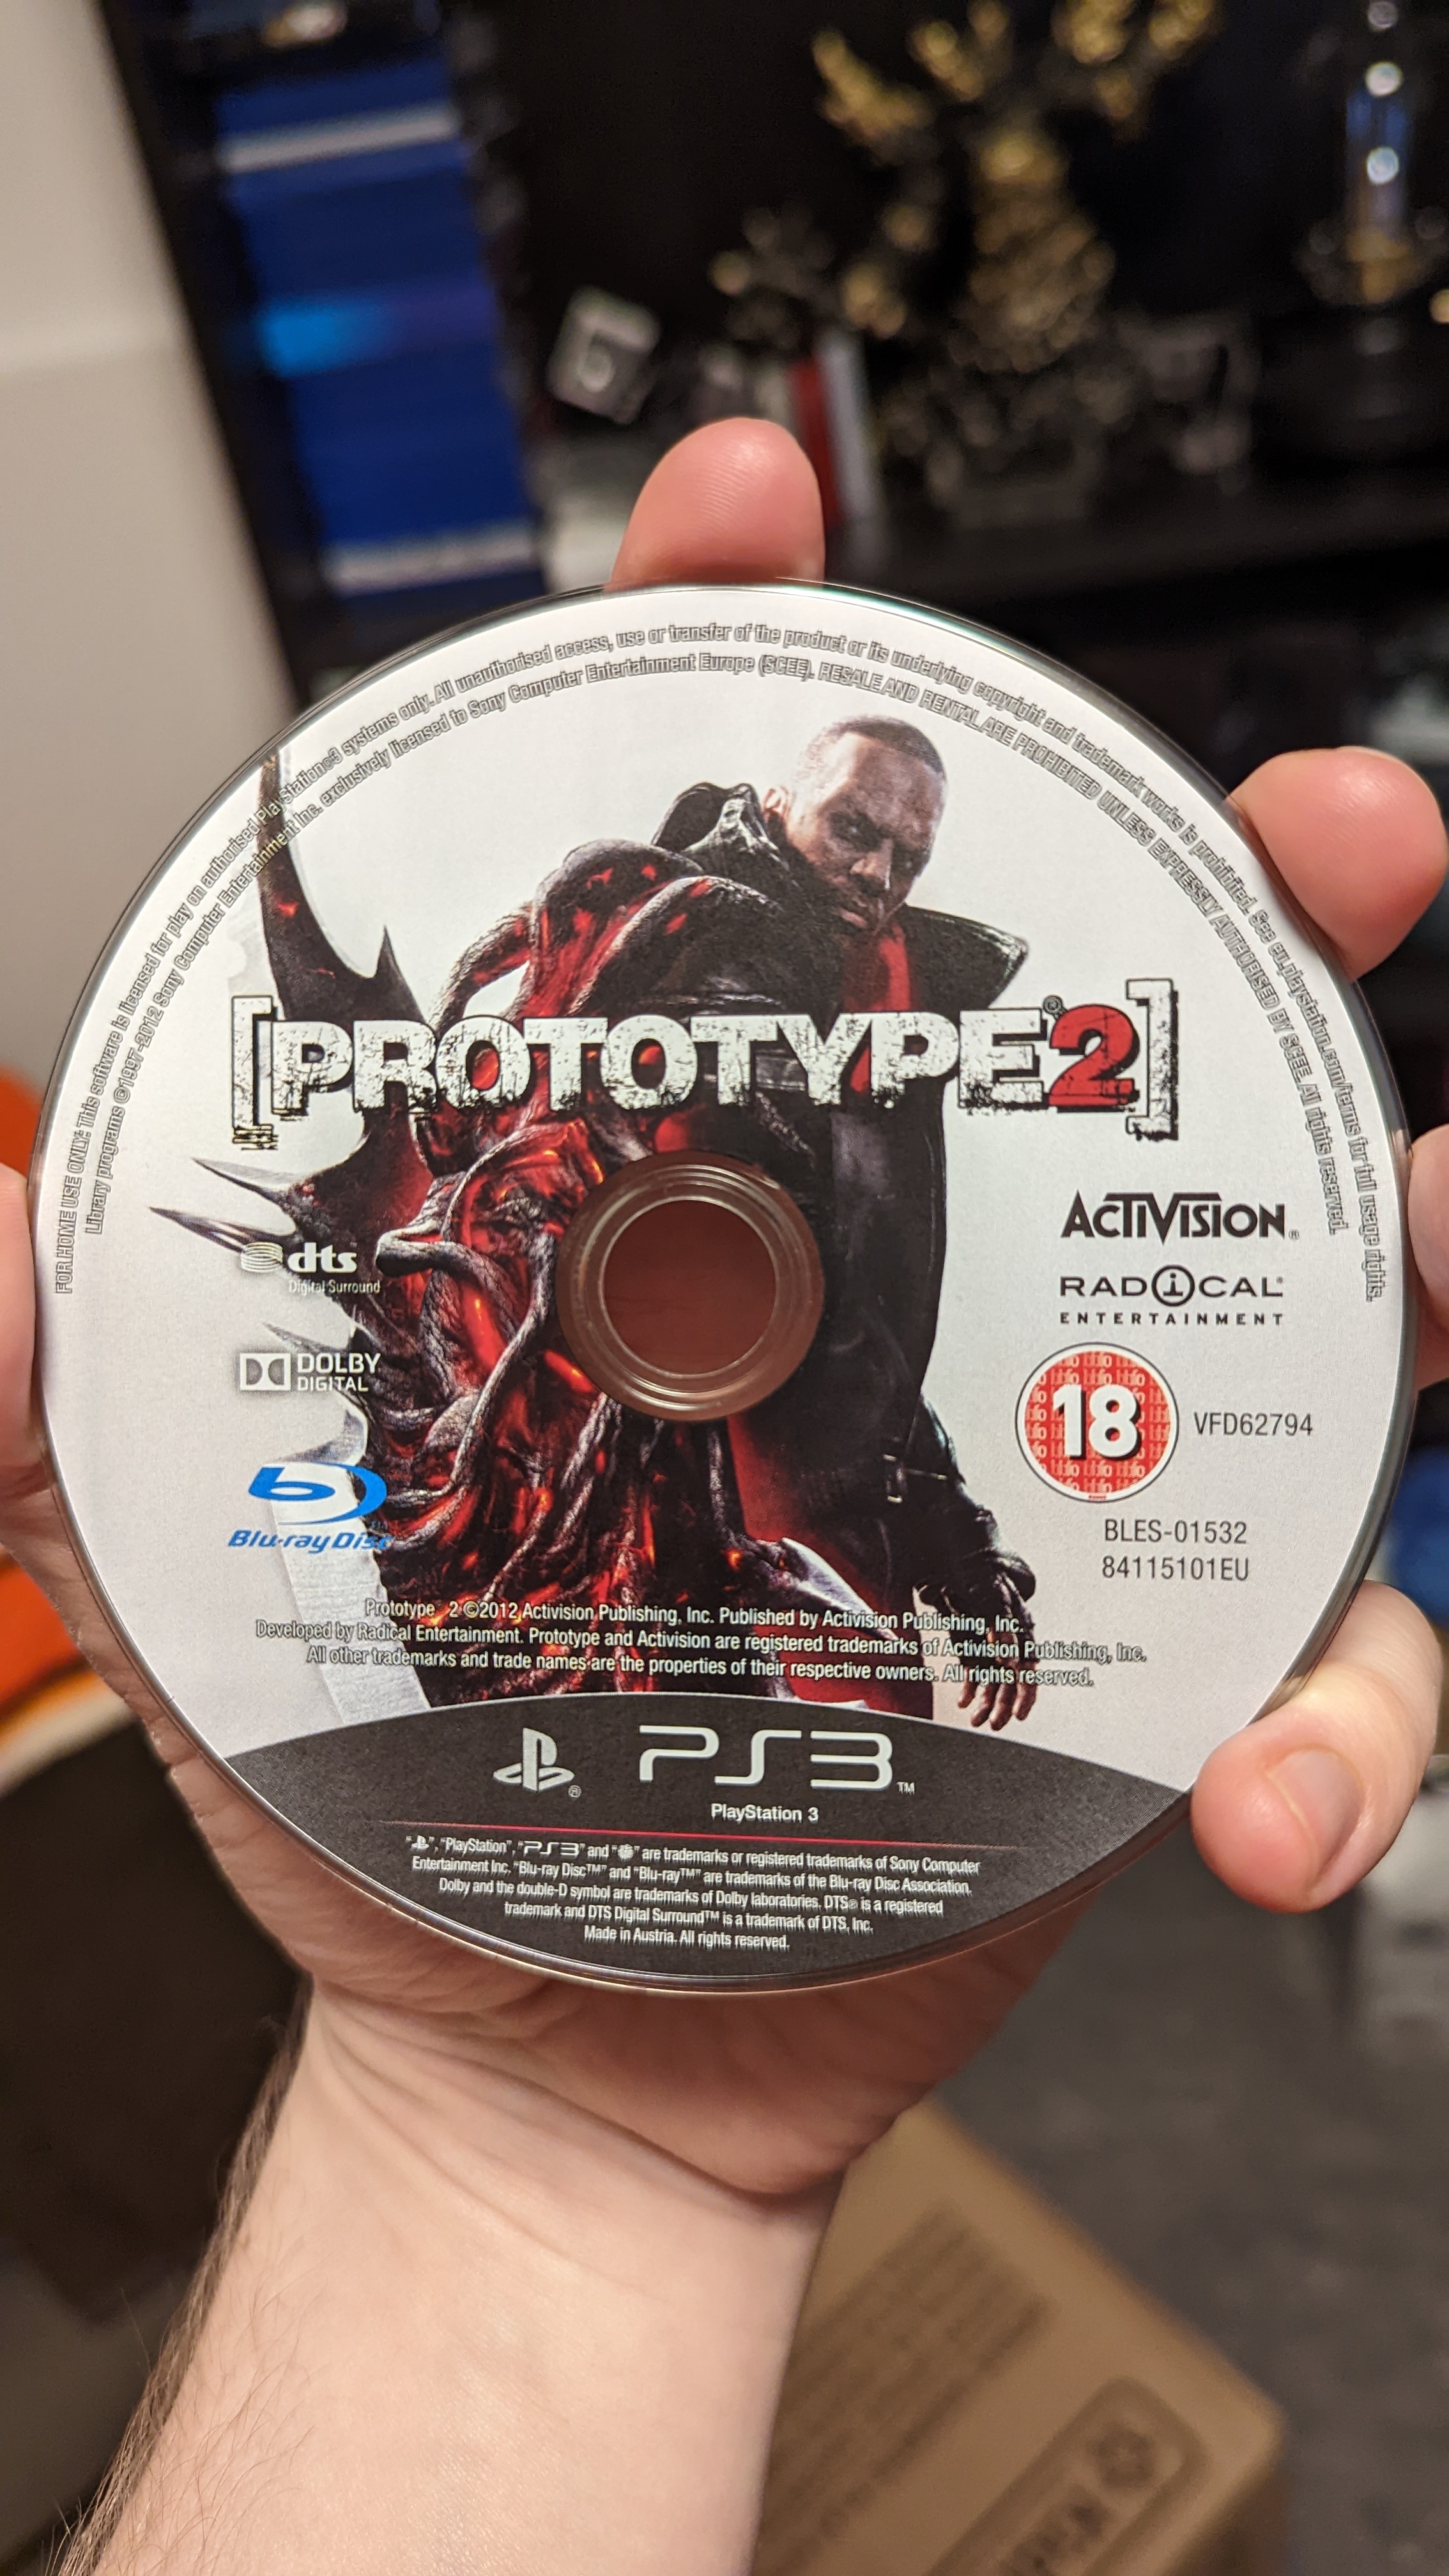 FOR HOME USE ONLY: This software is licensed for play on authorised PlayStation®3 systems only. All unauthorised access, use or transfer of the product or its underlying copyright and trademark works is prohibited. See eu.playstation.com/terms for full usage rights.
Library programs ©1997-2012 Sony Computer Entertainment Inc. exclusively licensed to Sony Computer Entertainment Europe (SCEE). RESALE AND RENTAL ARE PROHIBITED UNLESS EXPRESSLY AUTHORISED BY SCEE. All rights reserved.
[PROTOTYPE®2]
dts
Digital Surround
DOLBY
DIGITAL
Blu-ray Disc
ACTIVISION®
RADICAL®
ENTERTAINMENT
18
VFD62794
BLES-01532
84115101EU
Prototype 2 ©2012 Activision Publishing, Inc. Published by Activision Publishing, Inc.
Developed by Radical Entertainment. Prototype and Activision are registered trademarks of Activision Publishing, Inc.
All other trademarks and trade names are the properties of their respective owners. All rights reserved.
PS3™
PlayStation 3
" ", "PlayStation", "PS3" and " " are trademarks or registered trademarks of Sony Computer
Entertainment Inc. "Blu-ray Disc™" and "Blu-ray™" are trademarks of the Blu-ray Disc Association.
Dolby and the double-D symbol are trademarks of Dolby laboratories. DTS® is a registered
trademark and DTS Digital Surround™ is a trademark of DTS, Inc.
Made in Austria. All rights reserved.